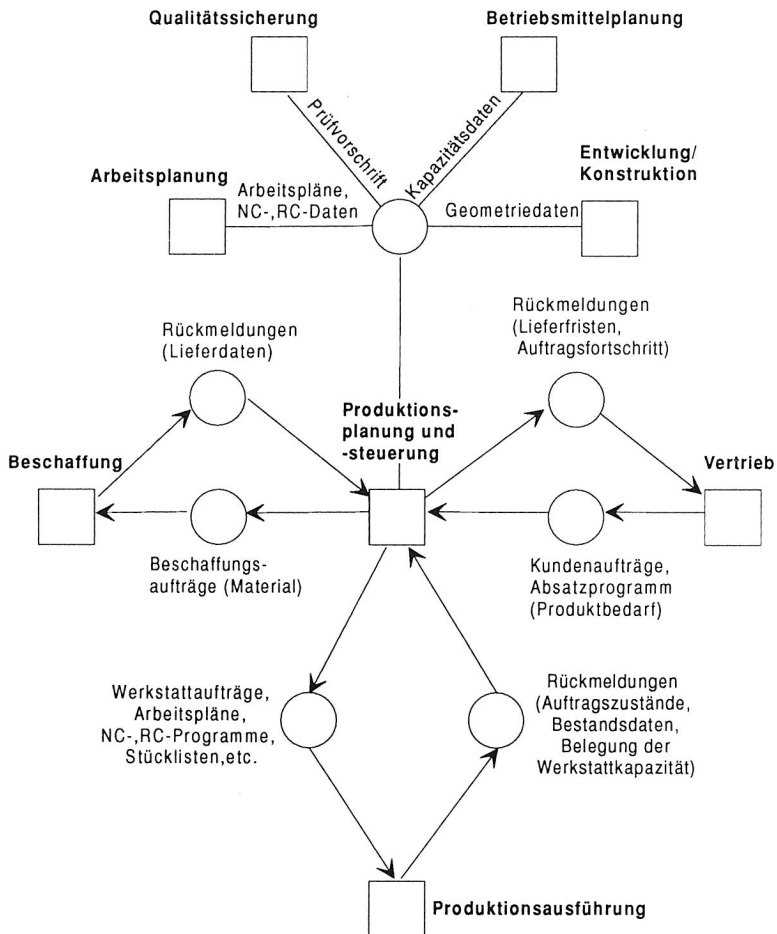 Qualitätssicherung
Betriebsmittelplanung
Prüfvorschrift
Kapazitätsdaten
Entwicklung/
Konstruktion
Arbeitsplanung
Arbeitspläne,
NC-,RC-Daten
Geometriedaten
Rückmeldungen
(Lieferdaten)
Rückmeldungen
(Lieferfristen,
Auftragsfortschritt)
Produktions-
planung und
-steuerung
Beschaffung
Vertrieb
Beschaffungs-
aufträge (Material)
Kundenaufträge,
Absatzprogramm
(Produktbedarf)
Werkstattaufträge,
Arbeitspläne,
NC-,RC-Programme,
Stücklisten,etc.
Rückmeldungen
(Auftragszustände,
Bestandsdaten,
Belegung der
Werkstattkapazität)
Produktionsausführung